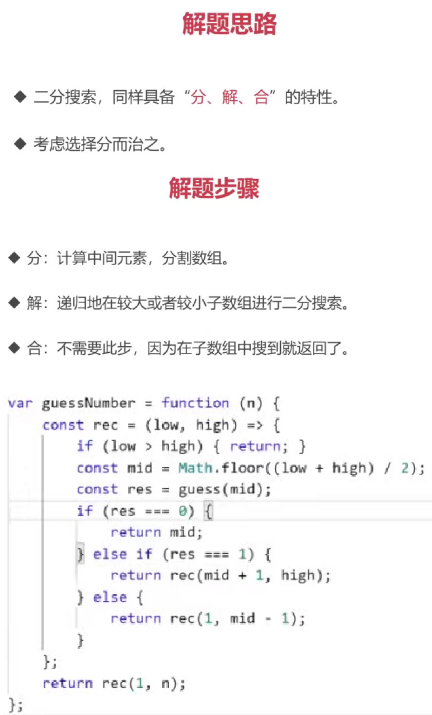 解题思路
◆ 二分搜索，同样具备“分、解、合”的特性。
◆ 考虑选择分而治之。
解题步骤
◆ 分：计算中间元素，分割数组。
◆ 解：递归地在较大或者较小子数组进行二分搜索。
◆ 合：不需要此步，因为在子数组中搜到就返回了。
var guessNumber = function (n) {
    const rec = (low, high) => {
        if (low > high) { return; }
        const mid = Math.floor((low + high) / 2);
        const res = guess(mid);
        if (res === 0) {
            return mid;
        } else if (res === 1) {
            return rec(mid + 1, high);
        } else {
            return rec(1, mid - 1);
        }
    };
    return rec(1, n);
};